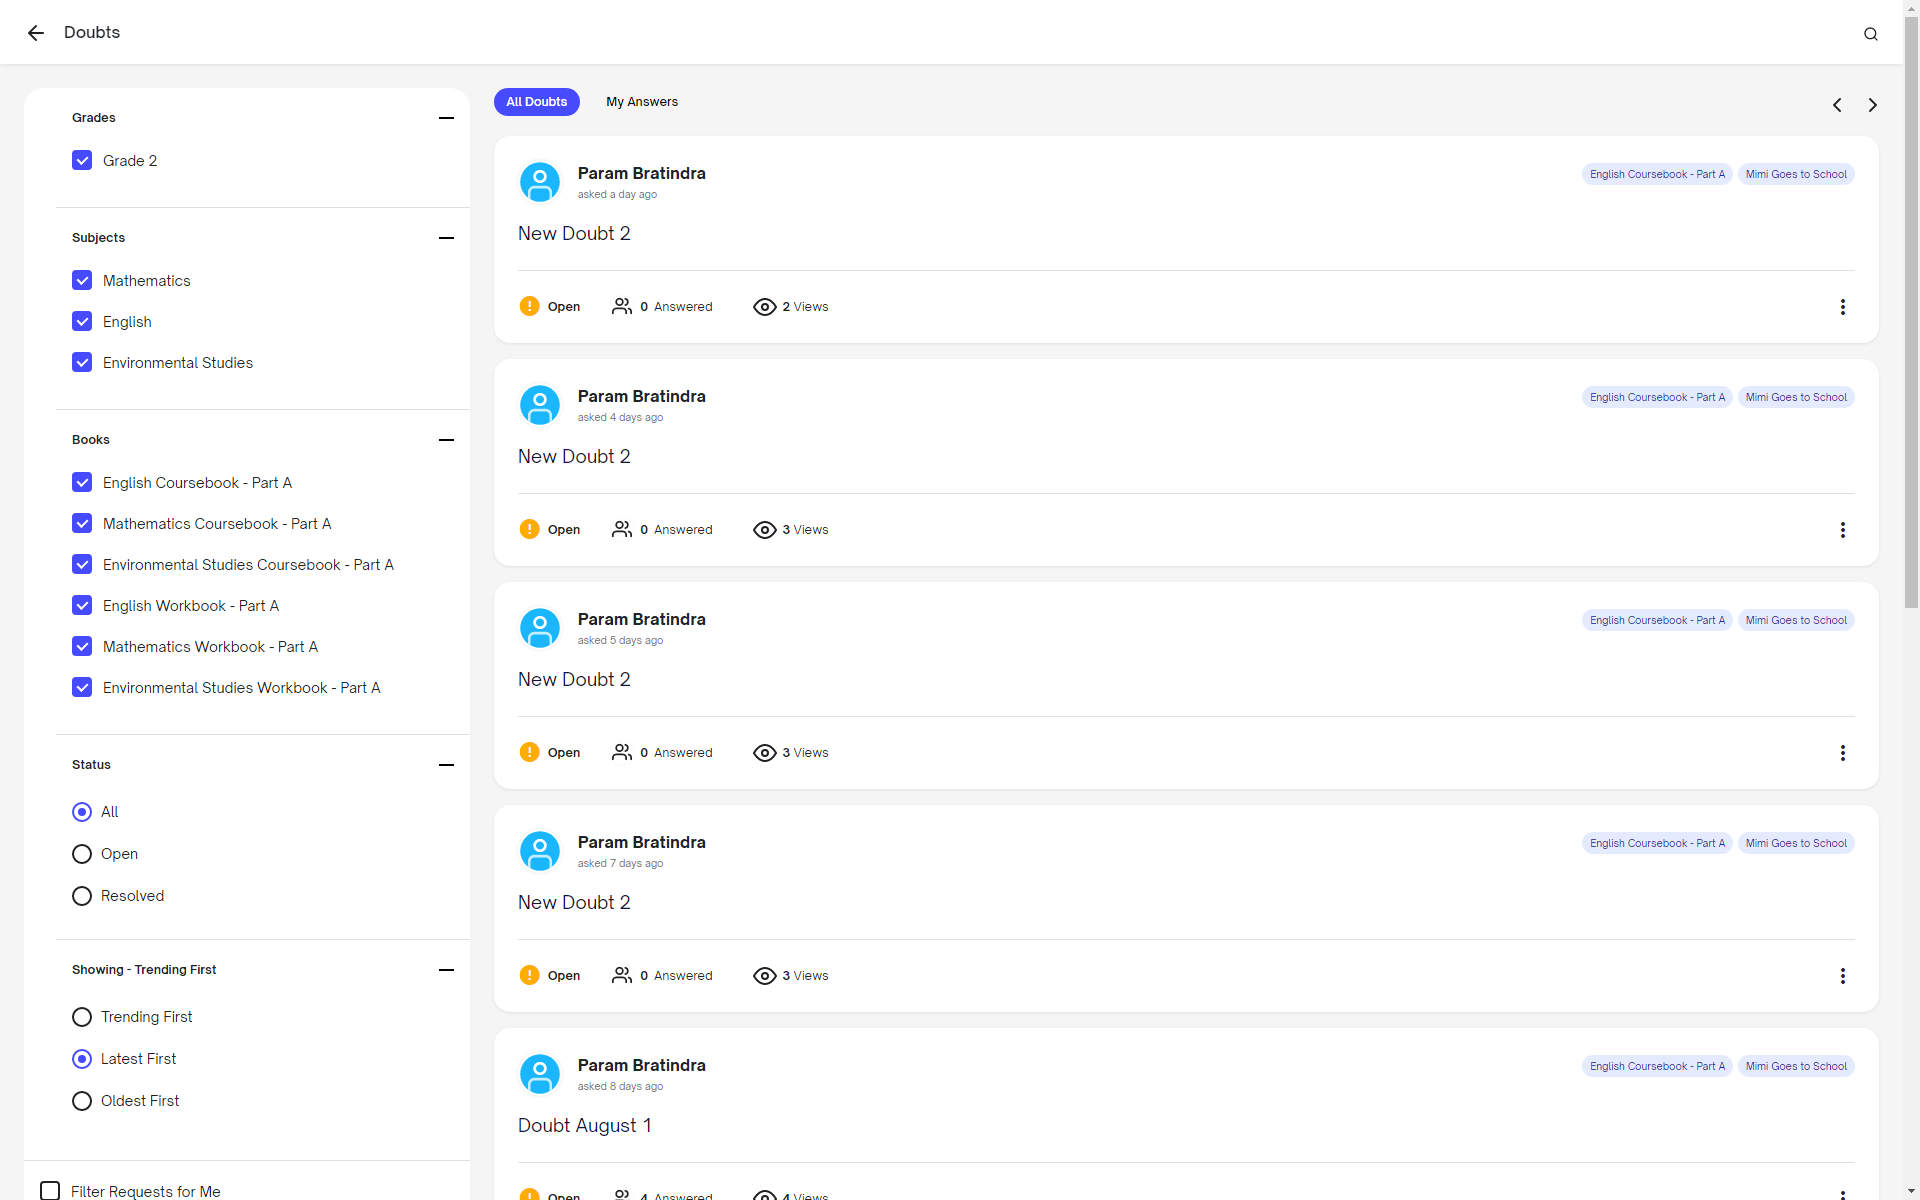 Doubts
Grades
Grade 2
Subjects
Mathematics
English
Environmental Studies
Books
English Coursebook - Part A
Mathematics Coursebook - Part A
Environmental Studies Coursebook - Part A
English Workbook - Part A
Mathematics Workbook - Part A
Environmental Studies Workbook - Part A
Status
All
Open
Resolved
Showing - Trending First
Trending First
Latest First
Oldest First
Filter Requests for Me
All Doubts My Answers
Param Bratindra English Coursebook - Part A Mimi Goes to School
asked a day ago
New Doubt 2
Open 0 Answered 2 Views
Param Bratindra English Coursebook - Part A Mimi Goes to School
asked 4 days ago
New Doubt 2
Open 0 Answered 3 Views
Param Bratindra English Coursebook - Part A Mimi Goes to School
asked 5 days ago
New Doubt 2
Open 0 Answered 3 Views
Param Bratindra English Coursebook - Part A Mimi Goes to School
asked 7 days ago
New Doubt 2
Open 0 Answered 3 Views
Param Bratindra English Coursebook - Part A Mimi Goes to School
asked 8 days ago
Doubt August 1
Open 4 Answered 4 Views